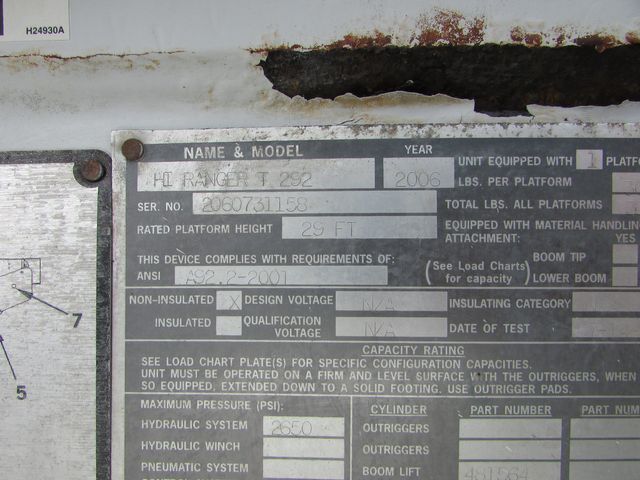 H24930A
NAME & MODEL YEAR UNIT EQUIPPED WITH 1 PLATFO
HI RANGER T 292 2006 LBS. PER PLATFORM
SER. NO. 2060731158 TOTAL LBS. ALL PLATFORMS
RATED PLATFORM HEIGHT 29 FT EQUIPPED WITH MATERIAL HANDLING
ATTACHMENT: YES
THIS DEVICE COMPLIES WITH REQUIREMENTS OF: BOOM TIP
ANSI A92.2-2001 (See Load Charts for capacity) LOWER BOOM
NON-INSULATED X DESIGN VOLTAGE N/A INSULATING CATEGORY
INSULATED QUALIFICATION VOLTAGE N/A DATE OF TEST
CAPACITY RATING
SEE LOAD CHART PLATE(S) FOR SPECIFIC CONFIGURATION CAPACITIES.
UNIT MUST BE OPERATED ON A FIRM AND LEVEL SURFACE WITH THE OUTRIGGERS, WHEN
SO EQUIPPED, EXTENDED DOWN TO A SOLID FOOTING. USE OUTRIGGER PADS.
MAXIMUM PRESSURE (PSI): CYLINDER PART NUMBER PART NUM
HYDRAULIC SYSTEM 2650 OUTRIGGERS
HYDRAULIC WINCH OUTRIGGERS
PNEUMATIC SYSTEM BOOM LIFT 481564
7
5